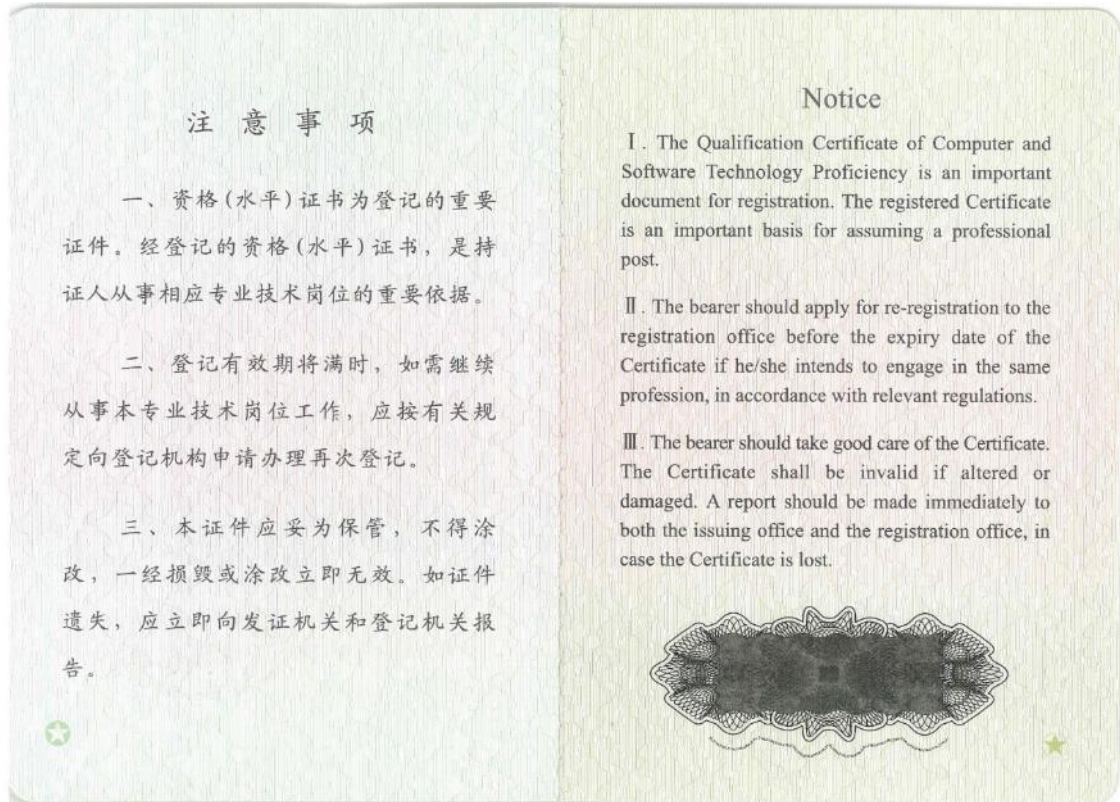 注 意 事 项
一、资格(水平)证书为登记的重要
证件。经登记的资格(水平)证书，是持
证人从事相应专业技术岗位的重要依据。
二、登记有效期将满时，如需继续
从事本专业技术岗位工作，应按有关规
定向登记机构申请办理再次登记。
三、本证件应妥为保管，不得涂
改，一经损毁或涂改立即无效。如证件
遗失，应立即向发证机关和登记机关报
告。
Notice
Ⅰ. The Qualification Certificate of Computer and
Software Technology Proficiency is an important
document for registration. The registered Certificate
is an important basis for assuming a professional
post.
Ⅱ. The bearer should apply for re-registration to the
registration office before the expiry date of the
Certificate if he/she intends to engage in the same
profession, in accordance with relevant regulations.
Ⅲ. The bearer should take good care of the Certificate.
The Certificate shall be invalid if altered or
damaged. A report should be made immediately to
both the issuing office and the registration office, in
case the Certificate is lost.